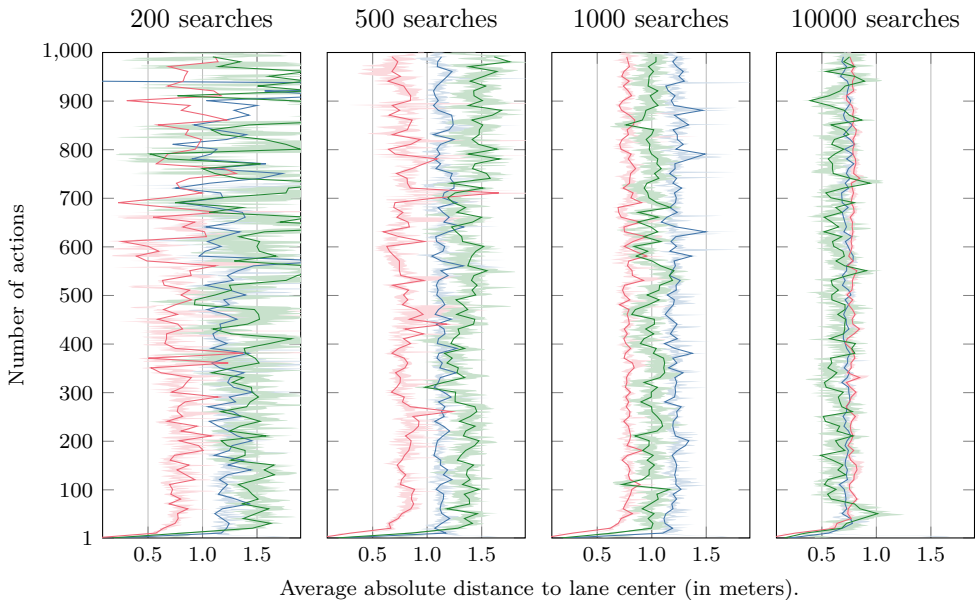 200 searches
500 searches
1000 searches
10000 searches
Number of actions
1,000
900
800
700
600
500
400
300
200
100
1
0.5 1.0 1.5
0.5 1.0 1.5
0.5 1.0 1.5
0.5 1.0 1.5
Average absolute distance to lane center (in meters).